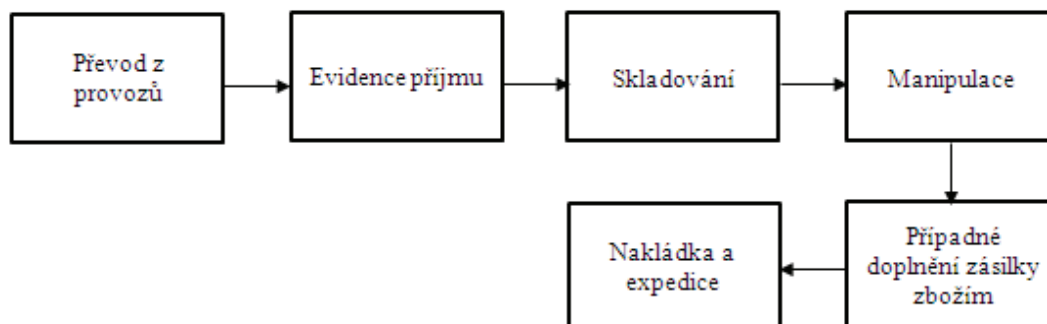 Převod z
provozů
Evidence příjmu
Skladování
Manipulace
Případné
doplnění zásilky
zbožím
Nakládka a
expedice